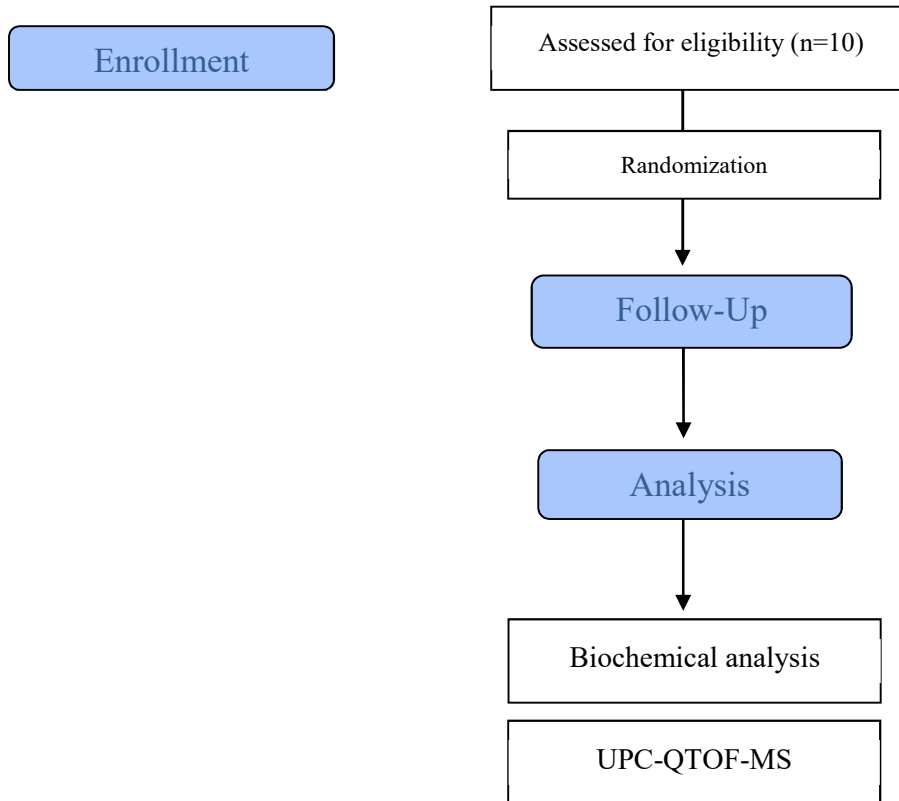 Enrollment
Assessed for eligibility (n=10)
Randomization
Follow-Up
Analysis
Biochemical analysis
UPC-QTOF-MS